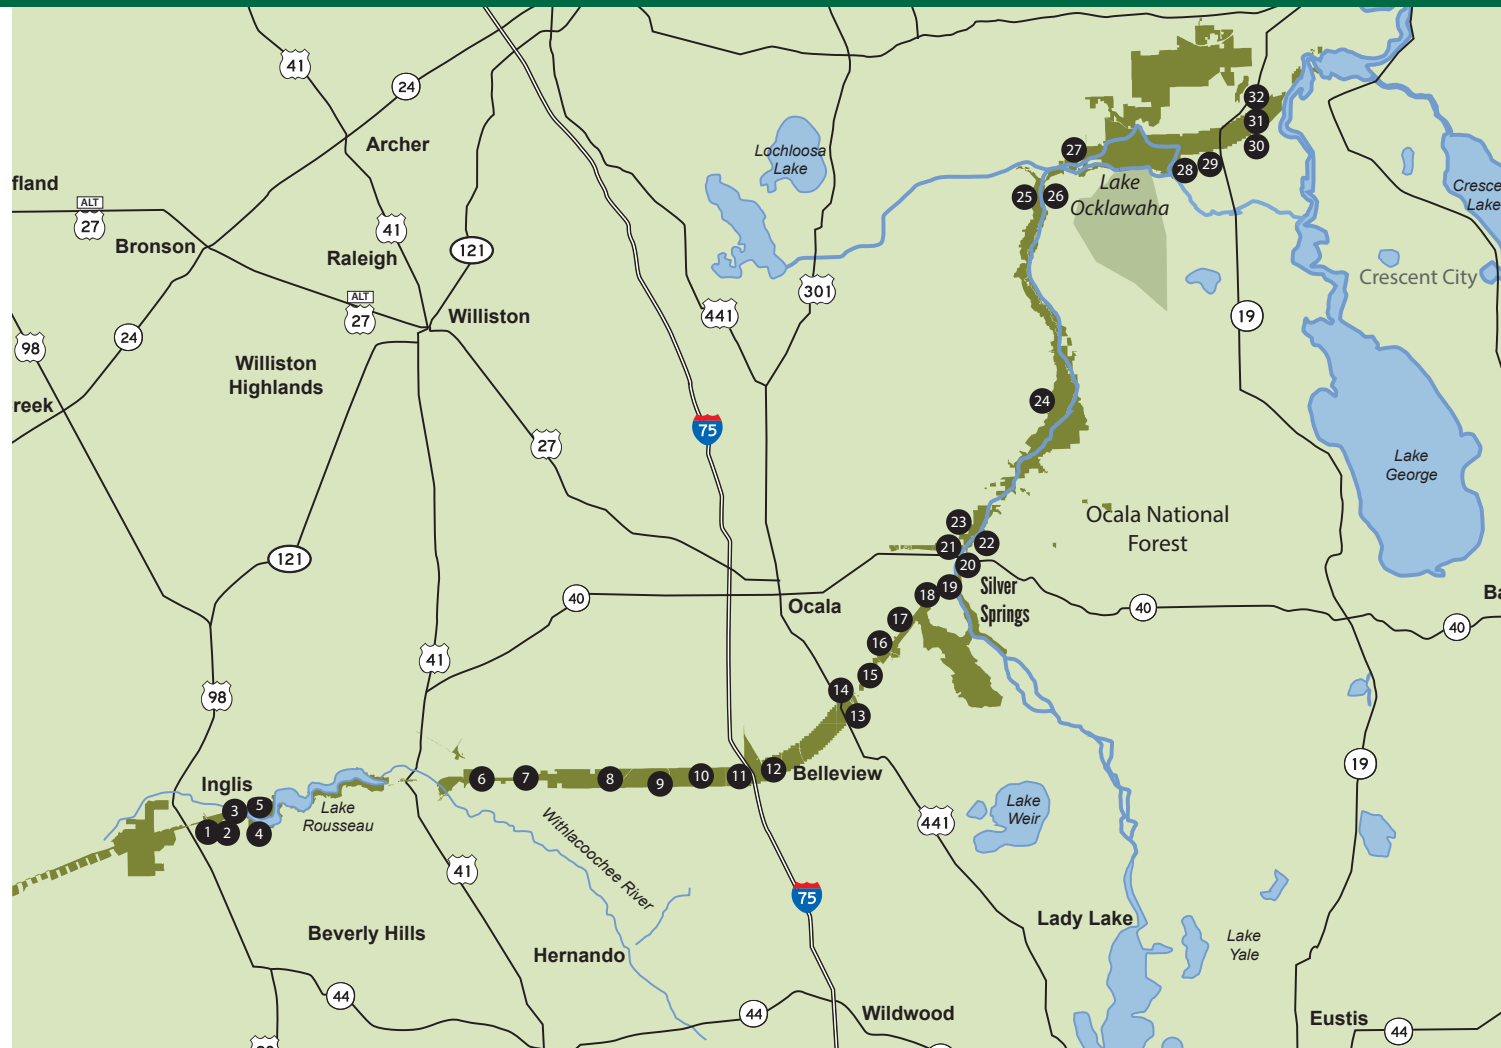 41
24
Archer
Lochloosa
Lake
32
31
30
27
28
29
fland
ALT
27
Bronson
41
Raleigh
121
25
26
Lake
Ocklawaha
Cresce
Lake
Crescent City
ALT
27
Williston
441
301
19
98
24
Williston
Highlands
reek
24
75
27
Lake
George
23
21
22
20
Ocala National
Forest
121
40
Ocala
18
19
Silver
Springs
40
Ba
40
17
16
41
15
14
13
98
Inglis
6
7
8
9
10
11
12
Belleview
19
3
5
1
2
4
Lake
Rousseau
Withlacoochee River
Lake
Weir
441
41
75
Beverly Hills
Hernando
Lady Lake
Lake
Yale
44
44
Wildwood
Eustis
44